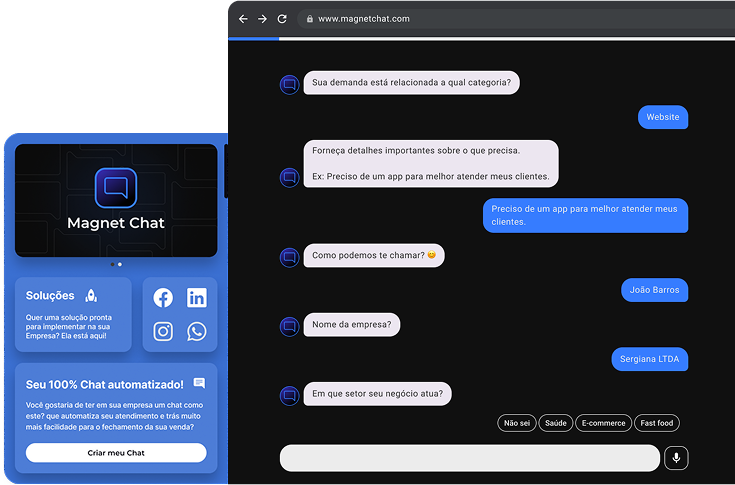 www.magnetchat.com
Sua demanda está relacionada a qual categoria?
Website
Forneça detalhes importantes sobre o que precisa.
Ex: Preciso de um app para melhor atender meus clientes.
Preciso de um app para melhor atender meus
clientes.
Como podemos te chamar? 😊
João Barros
Nome da empresa?
Sergiana LTDA
Em que setor seu negócio atua?
Não sei
Saúde
E-commerce
Fast food
Magnet Chat
Soluções
Quer uma solução pronta
para implementar na sua
Empresa? Ela está aqui!
Seu 100% Chat automatizado!
Você gostaria de ter em sua empresa um chat como
este? que automatiza seu atendimento e trás muito
mais facilidade para o fechamento da sua venda?
Criar meu Chat